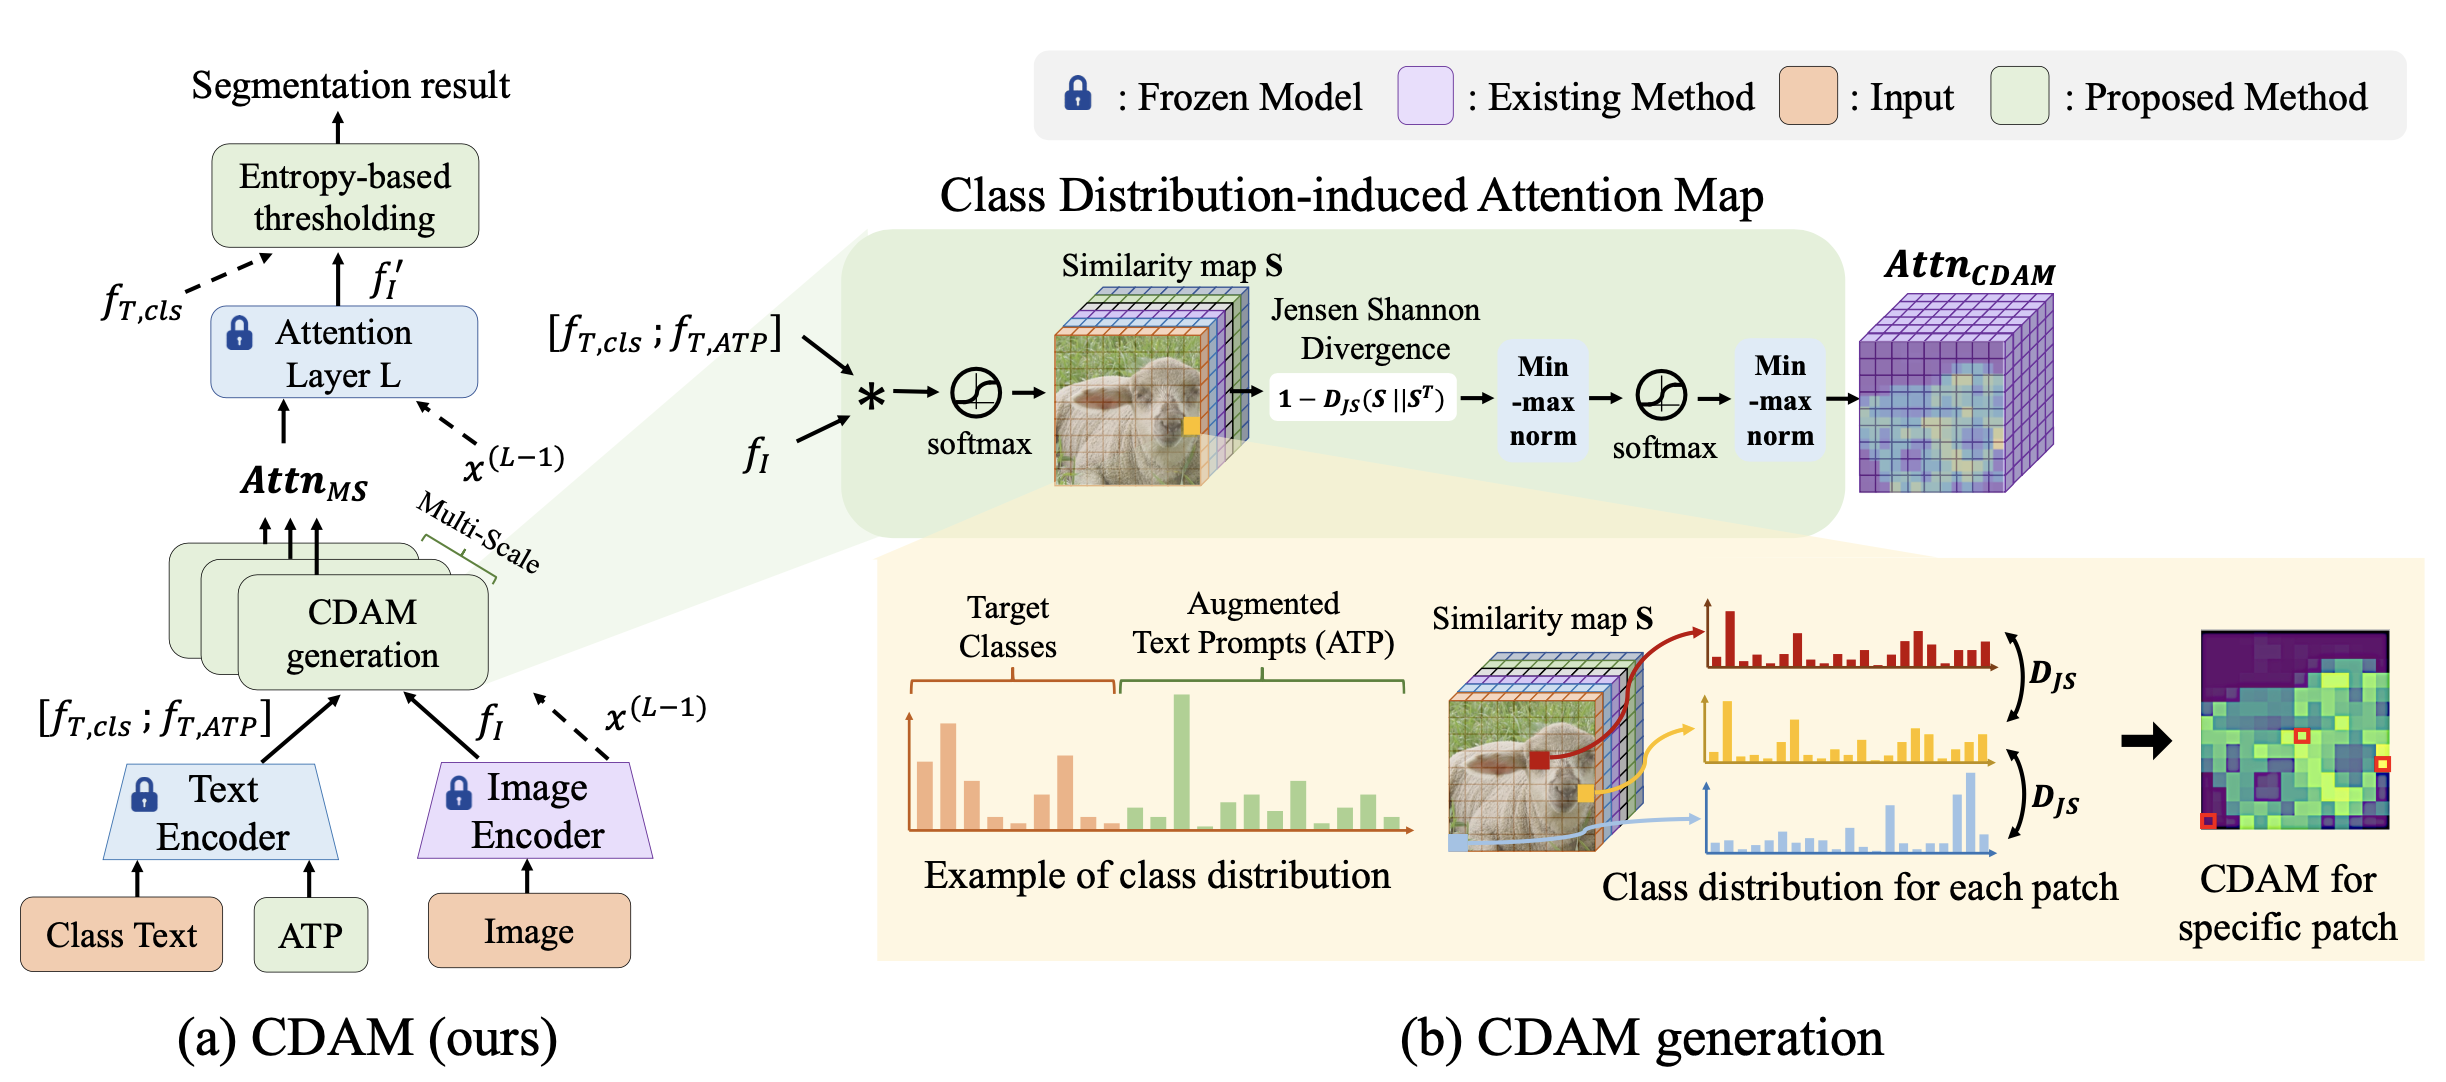 : Frozen Model : Existing Method : Input : Proposed Method
Segmentation result
Entropy-based
thresholding
f_{T,cls}
f_I′
Attention
Layer L
x^{(L−1)}
Attn_{MS}
Multi-Scale
CDAM
generation
[f_{T,cls} ; f_{T,ATP}]
f_I
x^{(L−1)}
Text
Encoder
Image
Encoder
Class Text
ATP
Image
(a) CDAM (ours)
Class Distribution-induced Attention Map
[f_{T,cls} ; f_{T,ATP}]
f_I
*
softmax
Similarity map S
Jensen Shannon
Divergence
1 − D_{JS}(S ||S^T)
Min
-max
norm
softmax
Min
-max
norm
Attn_{CDAM}
Target
Classes
Augmented
Text Prompts (ATP)
Example of class distribution
Similarity map S
D_{JS}
D_{JS}
Class distribution for each patch
CDAM for
specific patch
(b) CDAM generation